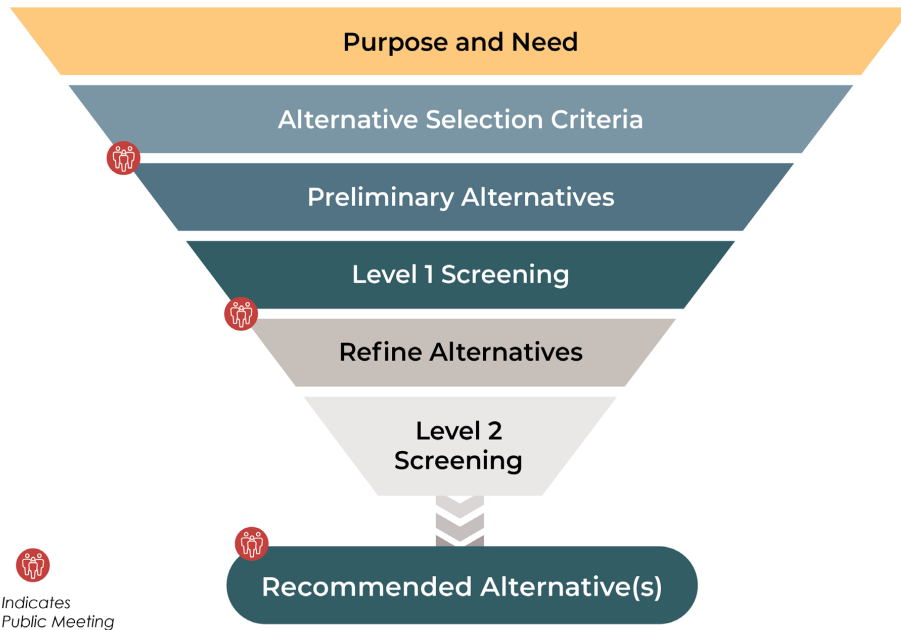 Purpose and Need
Alternative Selection Criteria
Preliminary Alternatives
Level 1 Screening
Refine Alternatives
Level 2
Screening
Recommended Alternative(s)
Indicates
Public Meeting